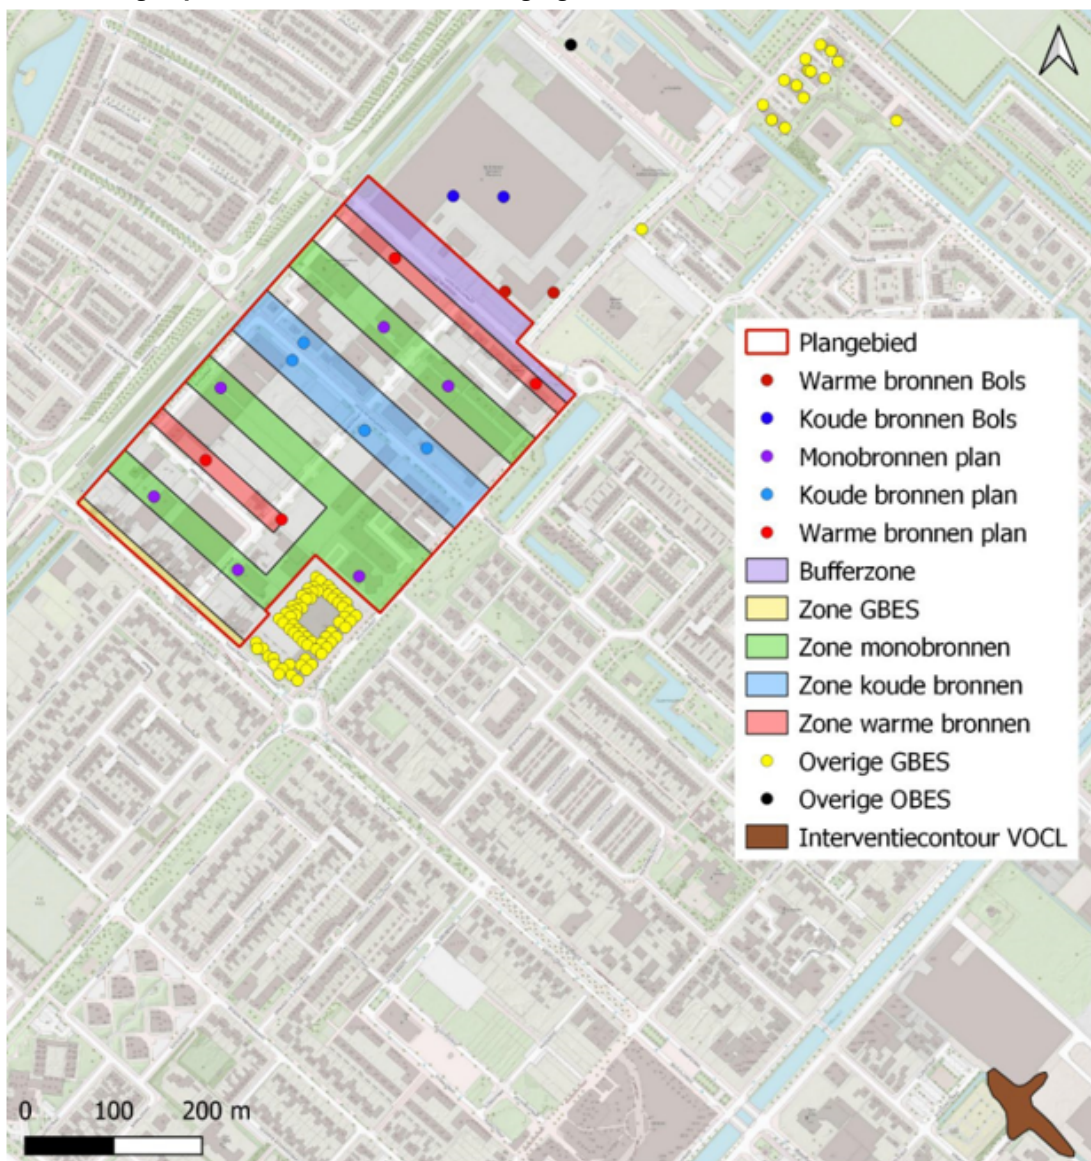 Plangebied
Warme bronnen Bols
Koude bronnen Bols
Monobronnen plan
Koude bronnen plan
Warme bronnen plan
Bufferzone
Zone GBES
Zone monobronnen
Zone koude bronnen
Zone warme bronnen
Overige GBES
Overige OBES
Interventiecontour VOCL
0 100 200 m